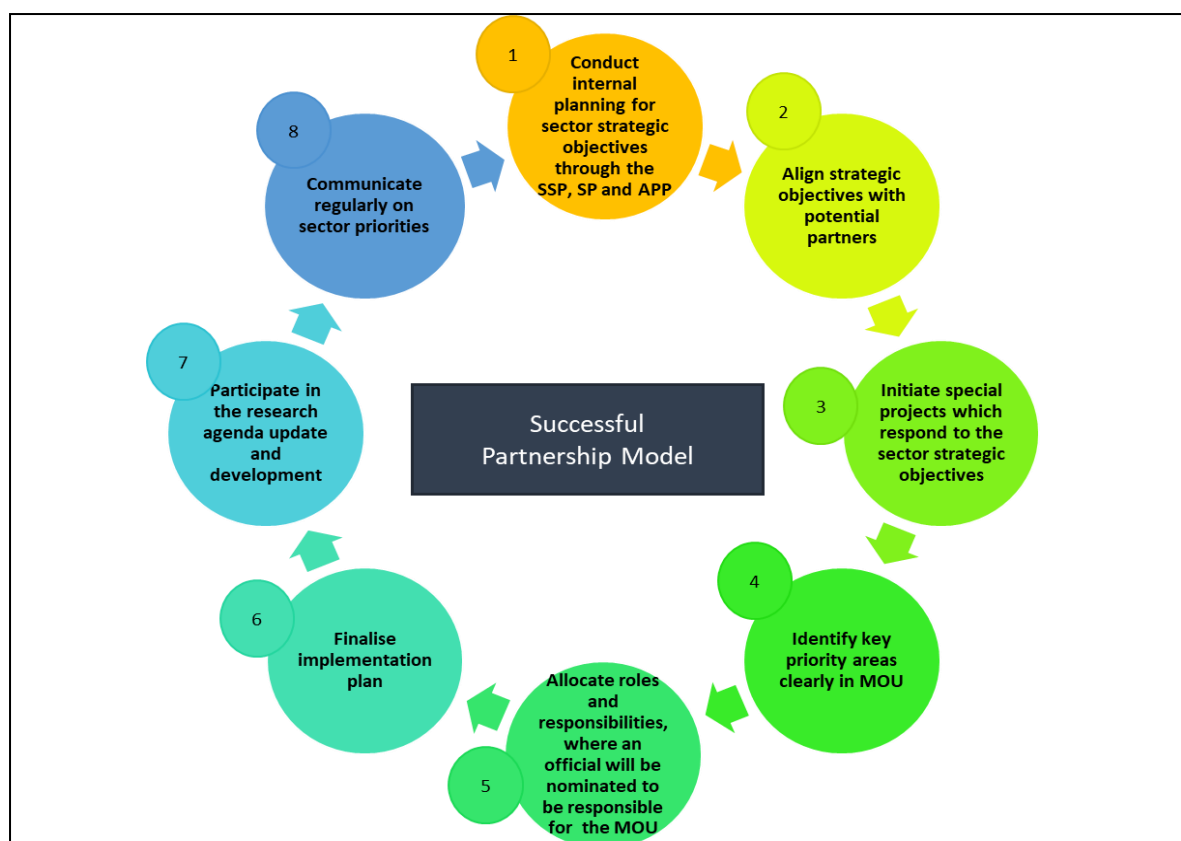 1
Conduct
internal
planning for
sector strategic
objectives
through the
SSP, SP and APP
2
Align strategic
objectives with
potential
partners
3
Initiate special
projects which
respond to the
sector strategic
objectives
4
Identify key
priority areas
clearly in MOU
5
Allocate roles
and
responsibilities,
where an
official will be
nominated to
be responsible
for the MOU
6
Finalise
implementation
plan
7
Participate in
the research
agenda update
and
development
8
Communicate
regularly on
sector priorities
Successful
Partnership Model